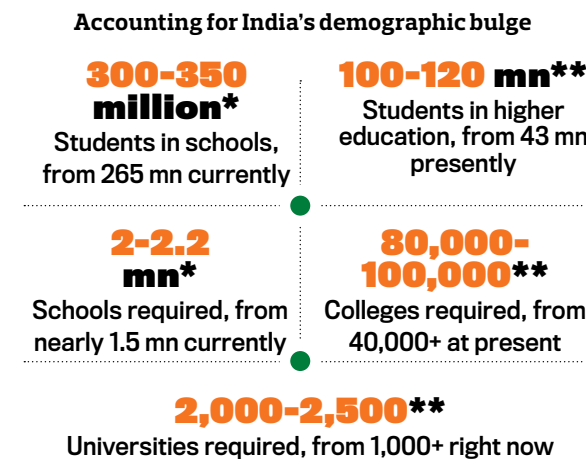 Accounting for India's demographic bulge
300-350
million*
Students in schools,
from 265 mn currently
100-120 mn**
Students in higher
education, from 43 mn
presently
2-2.2
mn*
Schools required, from
nearly 1.5 mn currently
80,000-
100,000**
Colleges required, from
40,000+ at present
2,000-2,500**
Universities required, from 1,000+ right now